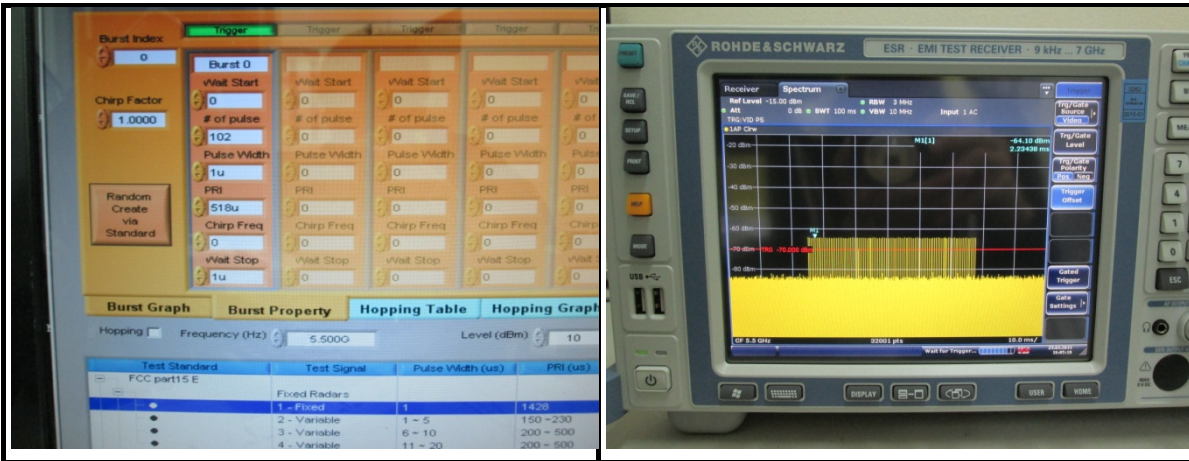 Burst Index
0
Chirp Factor
1.0000
Random
Create
via
Standard
Trigger Trigger Trigger Trigger
Burst 0
Wait Start Wait Start Wait Start Wait Start
0 0 0 0
# of pulse # of pulse # of pulse # of pulse
102 0 0 0
Pulse Width Pulse Width Pulse Width Pulse Width
1u 0 0 0
PRI PRI PRI PRI
518u 0 0 0
Chirp Freq Chirp Freq Chirp Freq Chirp Freq
0 0 0 0
Wait Stop Wait Stop Wait Stop Wait Stop
1u 0 0 0
Burst Graph Burst Property Hopping Table Hopping Graph
Hopping Frequency (Hz) 5.500G Level (dBm) 10
Test Standard Test Signal Pulse Width (us) PRI (us)
FCC part15 E
Fixed Radars
1 - Fixed 1 1428
2 - Variable 1 ~ 5 150 ~230
3 - Variable 6 ~ 10 200 ~ 500
4 - Variable 11 ~ 20 200 ~ 500
PRESET
ROHDE&SCHWARZ ESR · EMI TEST RECEIVER · 9 kHz ... 7 GHz
SETUP
PRINT
HELP
MODE
USB
Receiver Spectrum
Ref Level -15.00 dBm RBW 3 MHz
Att 0 dB SWT 100 ms VBW 10 MHz Input 1 AC
TRG:VID PS
1AP Clrw
M1[1] -64.10 dBm
2.23438 ms
-20 dBm
-30 dBm
-40 dBm
-50 dBm
-60 dBm
M1
-70 dBm TRG -70.000 dBm
-80 dBm
CF 5.5 GHz 32001 pts 10.0 ms/
Wait for Trigger...
Trigger
Trg/Gate
Source
Video
Trg/Gate
Level
Trg/Gate
Polarity
Pos Neg
Trigger
Offset
Gated
Trigger
Gate
Settings
7
4
1
0
ESC
DISPLAY USER HOME